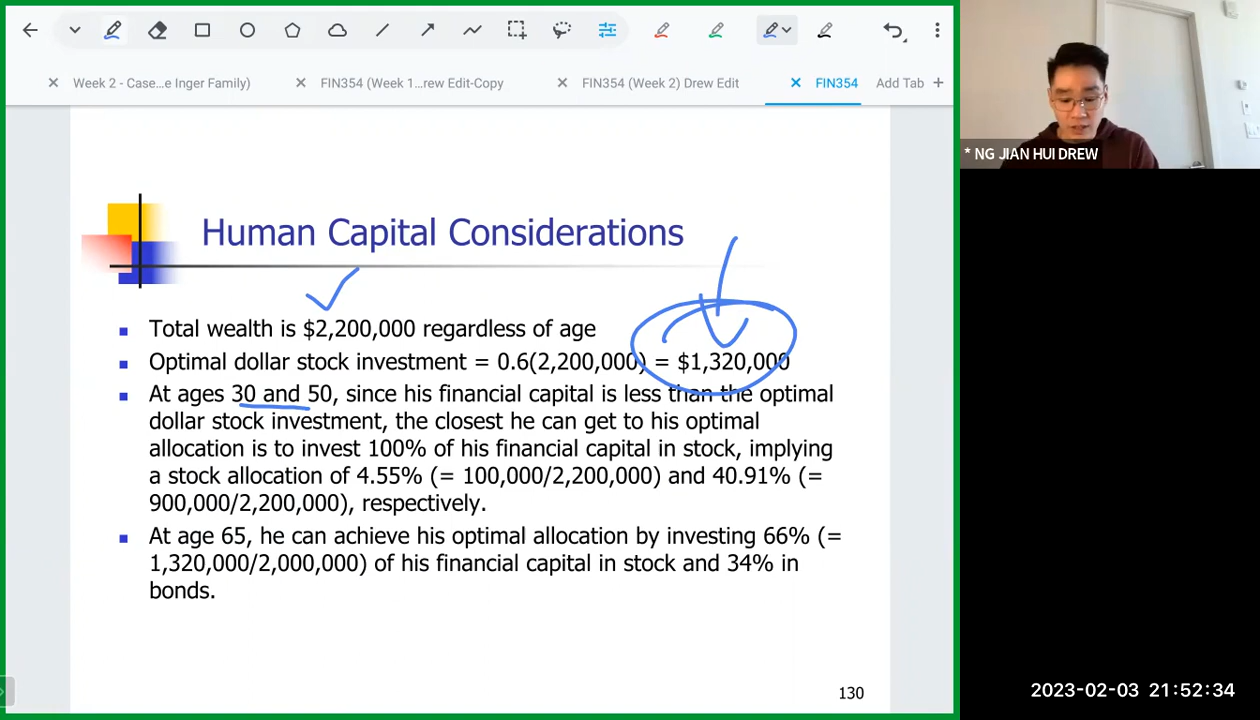 Week 2 - Case...e Inger Family)
FIN354 (Week 1...rew Edit-Copy
FIN354 (Week 2) Drew Edit
FIN354
Add Tab
* NG JIAN HUI DREW
Human Capital Considerations
Total wealth is $2,200,000 regardless of age
Optimal dollar stock investment = 0.6(2,200,000) = $1,320,000
At ages 30 and 50, since his financial capital is less than the optimal
dollar stock investment, the closest he can get to his optimal
allocation is to invest 100% of his financial capital in stock, implying
a stock allocation of 4.55% (= 100,000/2,200,000) and 40.91% (=
900,000/2,200,000), respectively.
At age 65, he can achieve his optimal allocation by investing 66% (=
1,320,000/2,000,000) of his financial capital in stock and 34% in
bonds.
130
2023-02-03 21:52:34